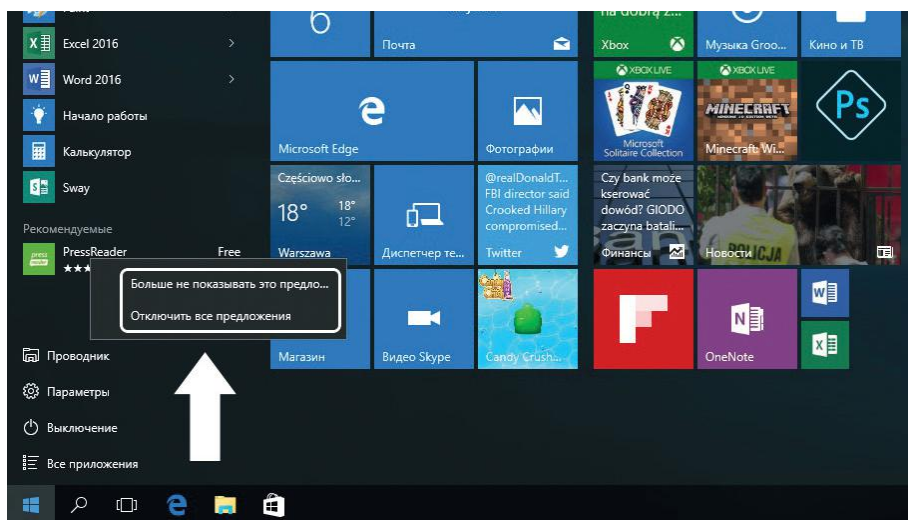 Excel 2016
Word 2016
Начало работы
Калькулятор
Sway
Рекомендуемые
PressReader
Free
Больше не показывать это предло...
Отключить все предложения
Проводник
Параметры
Выключение
Все приложения
6
Почта
Microsoft Edge
Фотографии
Częściowo sło...
18°
18°
12°
Warszawa
Диспетчер те...
@realDonaldT...
FBI director said
Crooked Hillary
compromised...
Twitter
Магазин
Видео Skype
Candy Crush...
na dobrą z...
Xbox
Музыка Groo...
Кино и ТВ
XBOX LIVE
Microsoft
Solitaire Collection
XBOX LIVE
MINECRAFT
Minecraft: Wi...
Ps
Czy bank może
kserować
dowód? GIODO
zaczyna batali...
Финансы
POLICJA
Новости
OneNote